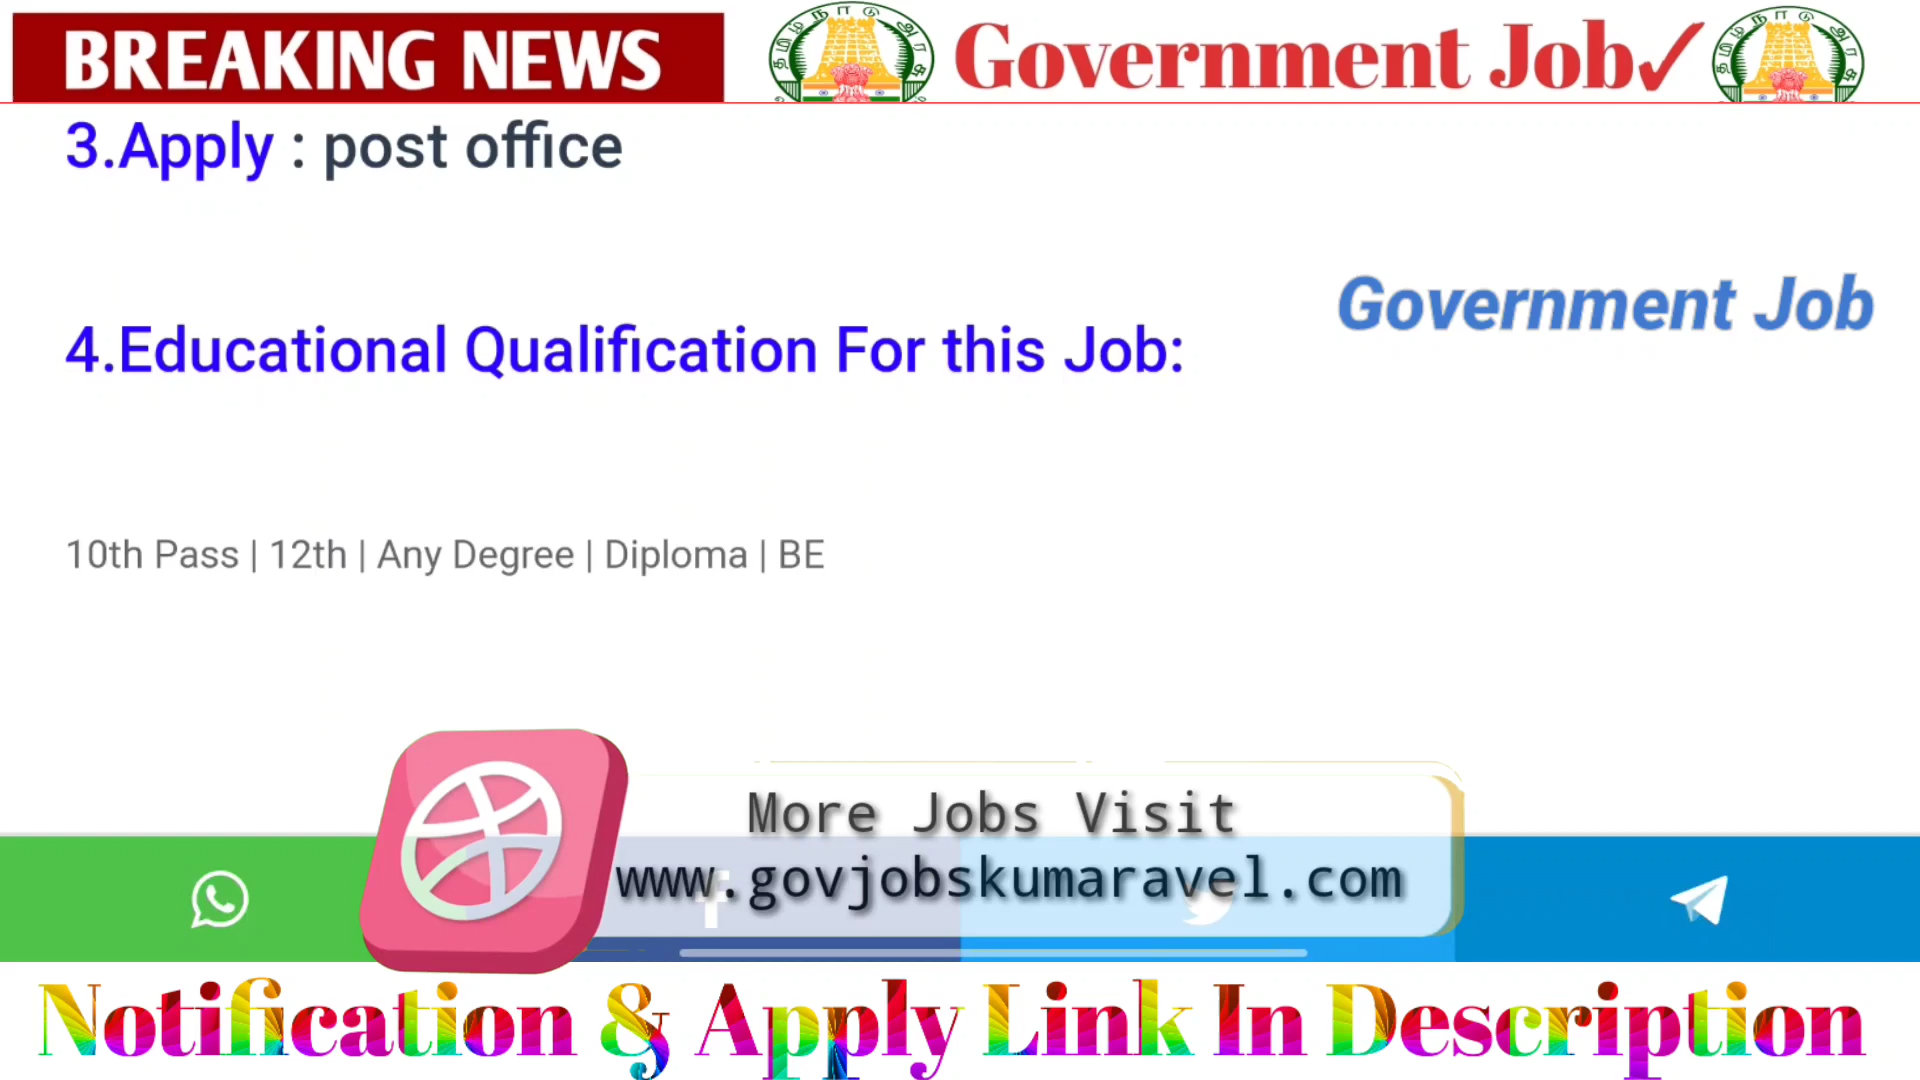 BREAKING NEWS
Government Job✓
3.Apply : post office
Government Job
4.Educational Qualification For this Job:
10th Pass | 12th | Any Degree | Diploma | BE
More Jobs Visit
www.govjobskumaravel.com
Notification & Apply Link In Description